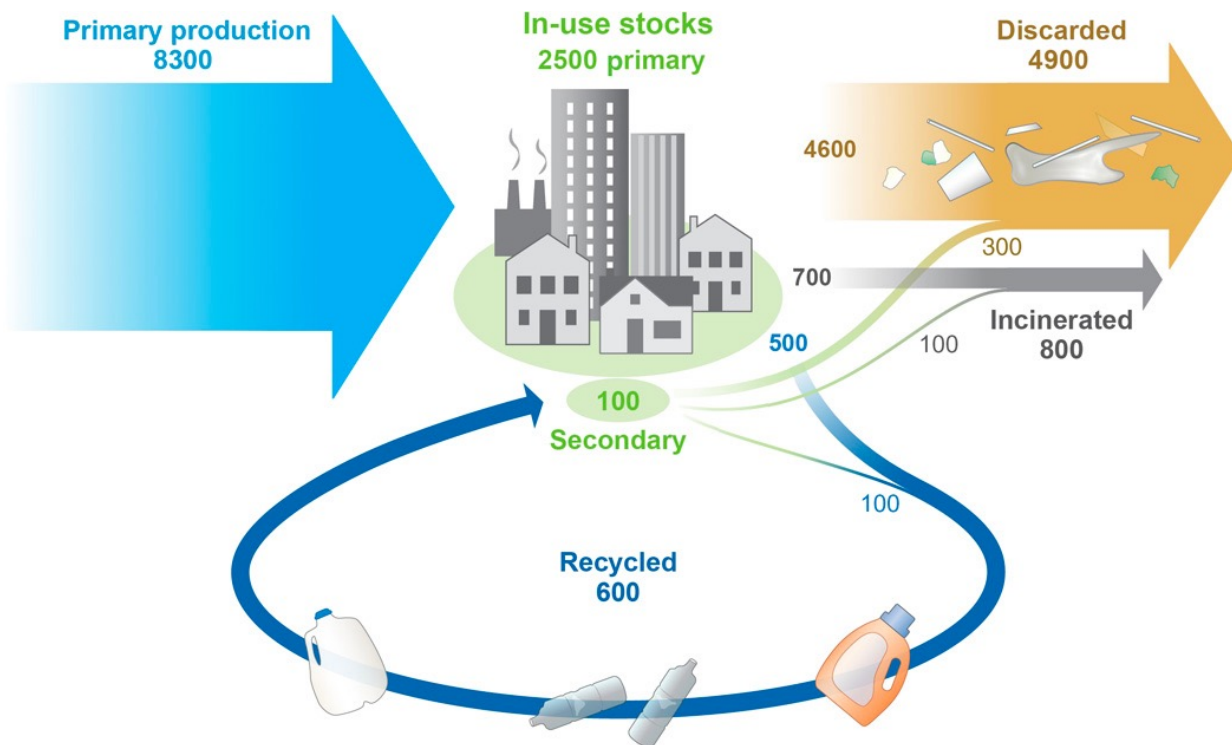 Primary production
8300
In-use stocks
2500 primary
Discarded
4900
4600
300
700
Incinerated
800
500
100
100
Secondary
100
Recycled
600